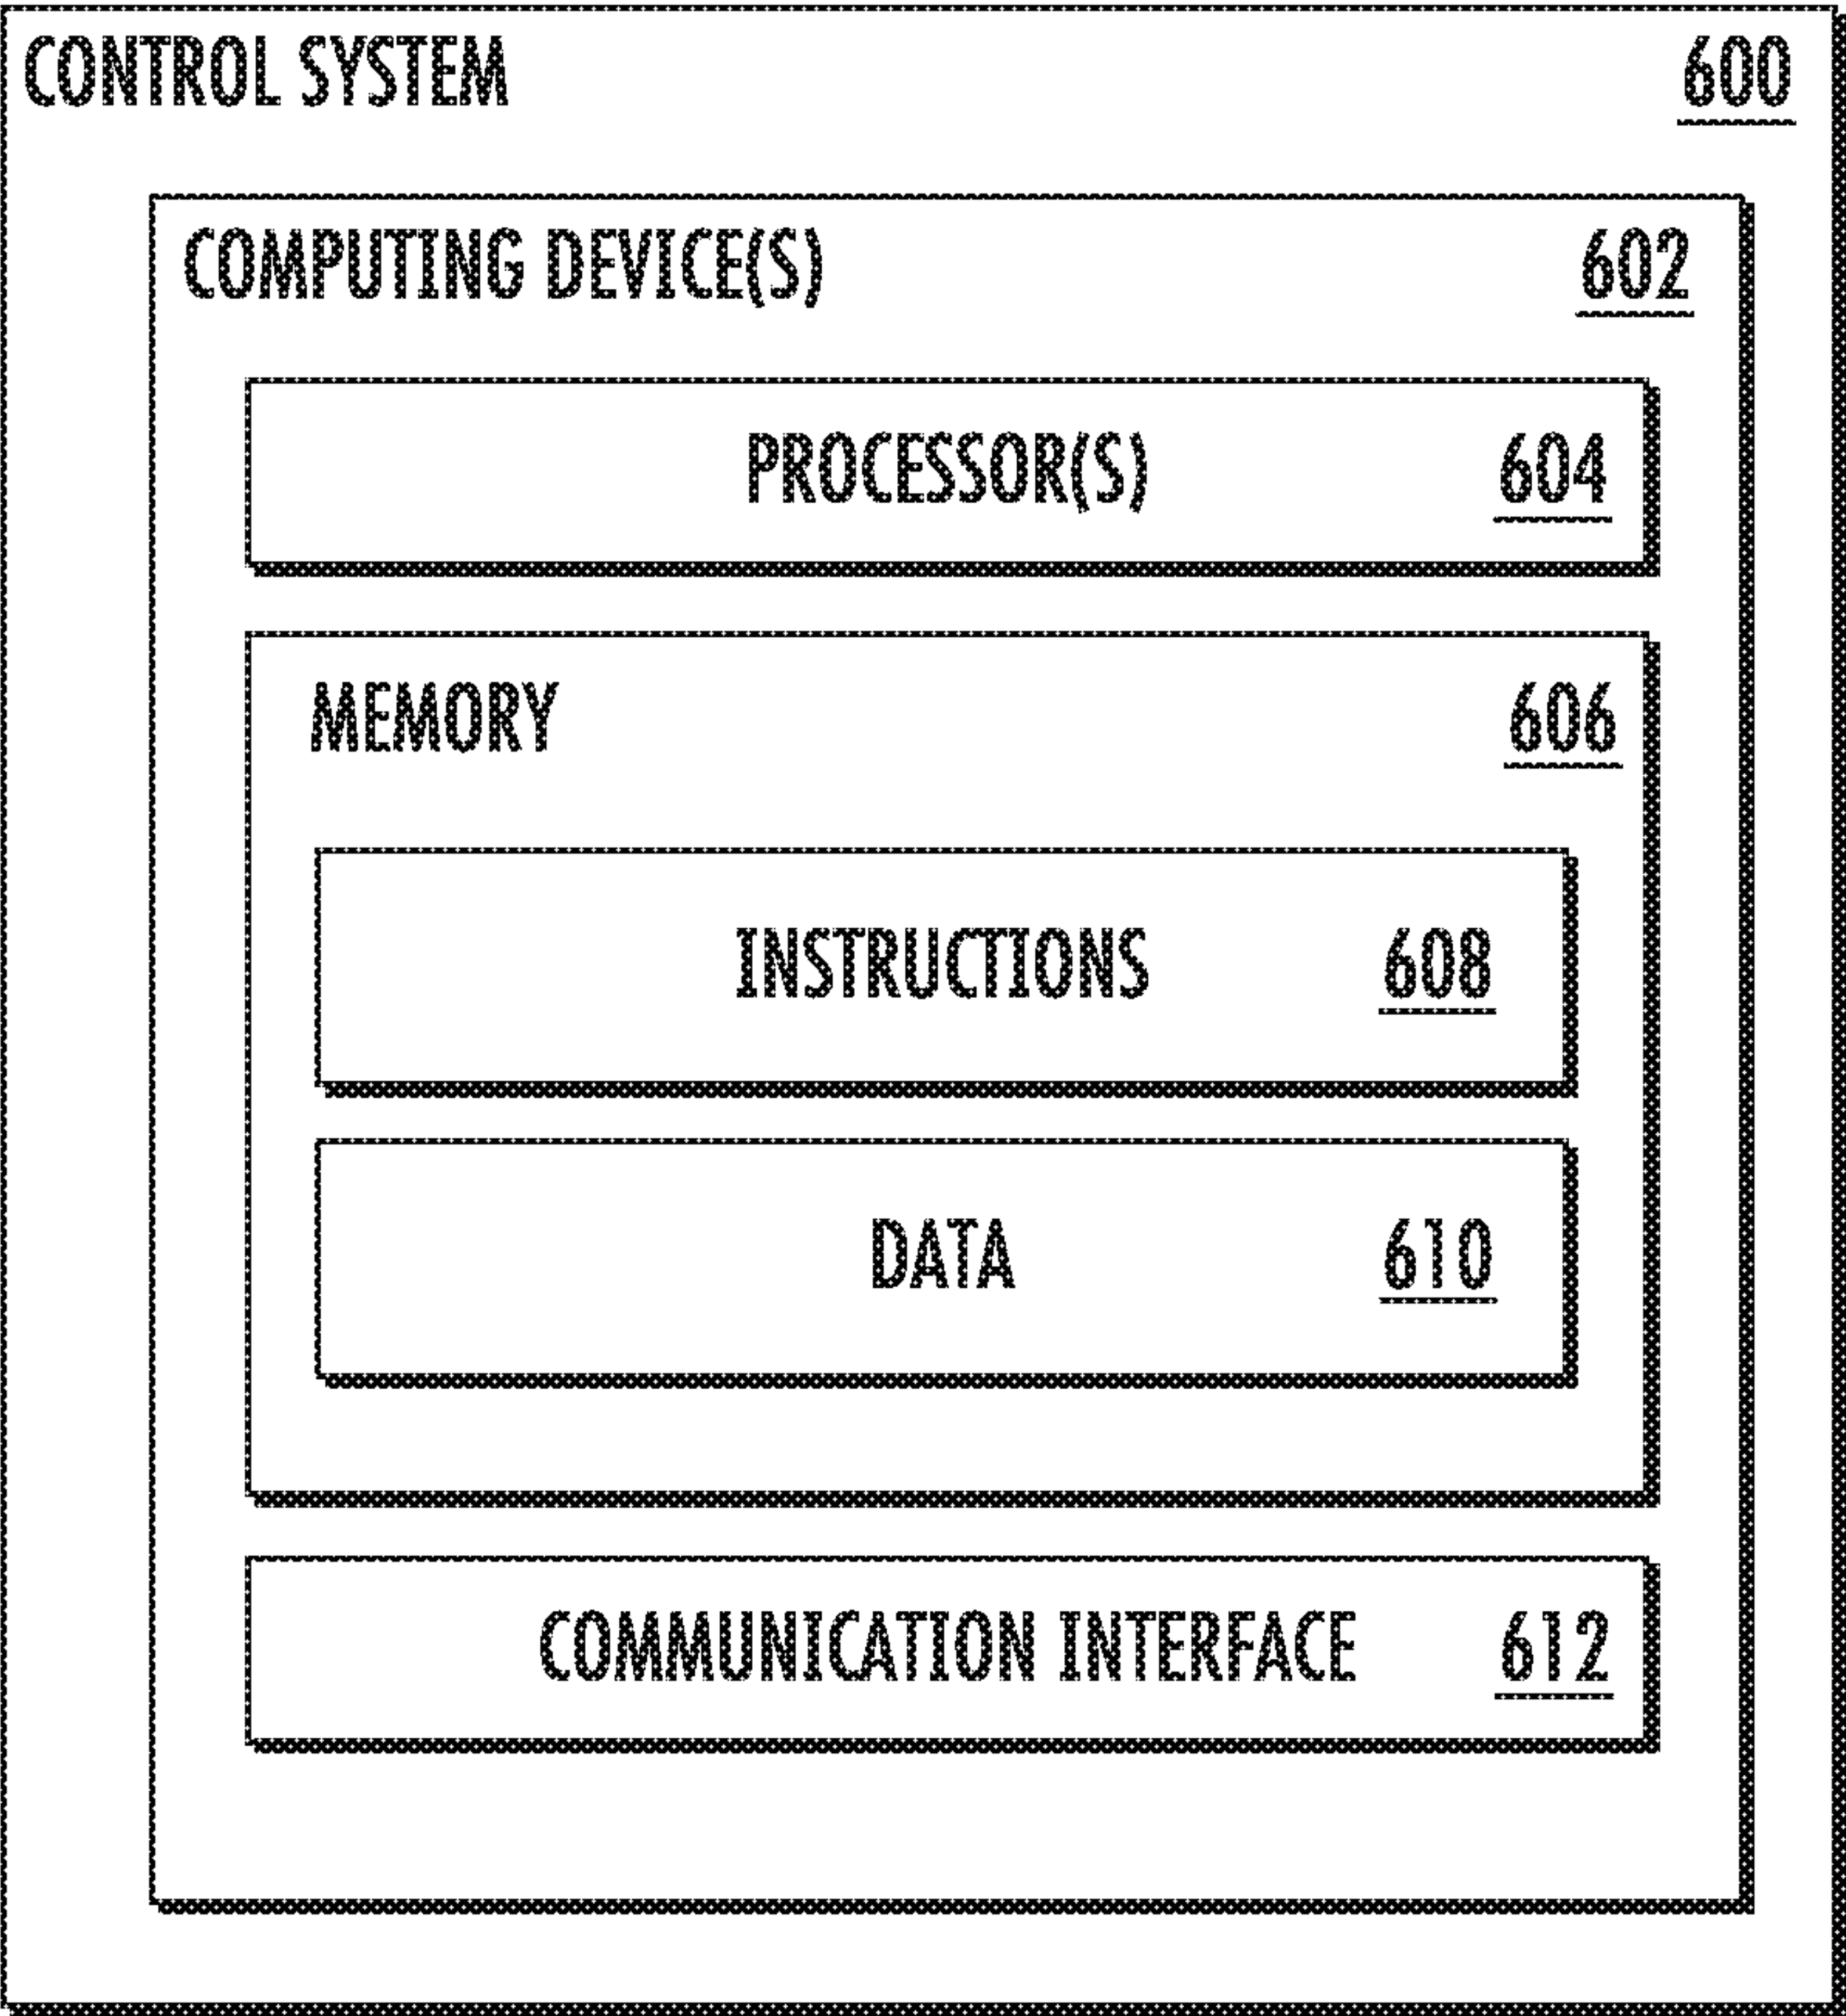 CONTROL SYSTEM 600
COMPUTING DEVICE(S) 602
PROCESSOR(S) 604
MEMORY 606
INSTRUCTIONS 608
DATA 610
COMMUNICATION INTERFACE 612